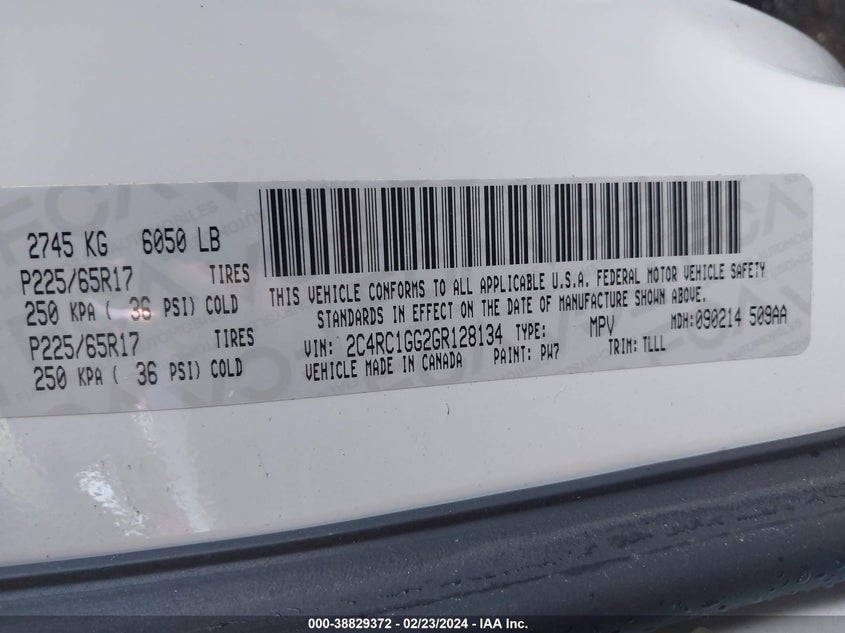 2745 KG 6050 LB
P225/65R17 TIRES
250 KPA ( 36 PSI) COLD
P225/65R17 TIRES
250 KPA ( 36 PSI) COLD
THIS VEHICLE CONFORMS TO ALL APPLICABLE U.S.A. FEDERAL MOTOR VEHICLE SAFETY
STANDARDS IN EFFECT ON THE DATE OF MANUFACTURE SHOWN ABOVE.
VIN: 2C4RC1GG2GR128134 TYPE: MPV MDH:090214 509AA
VEHICLE MADE IN CANADA PAINT: PW7 TRIM: TLLL
000-38829372 - 02/23/2024 - IAA Inc.